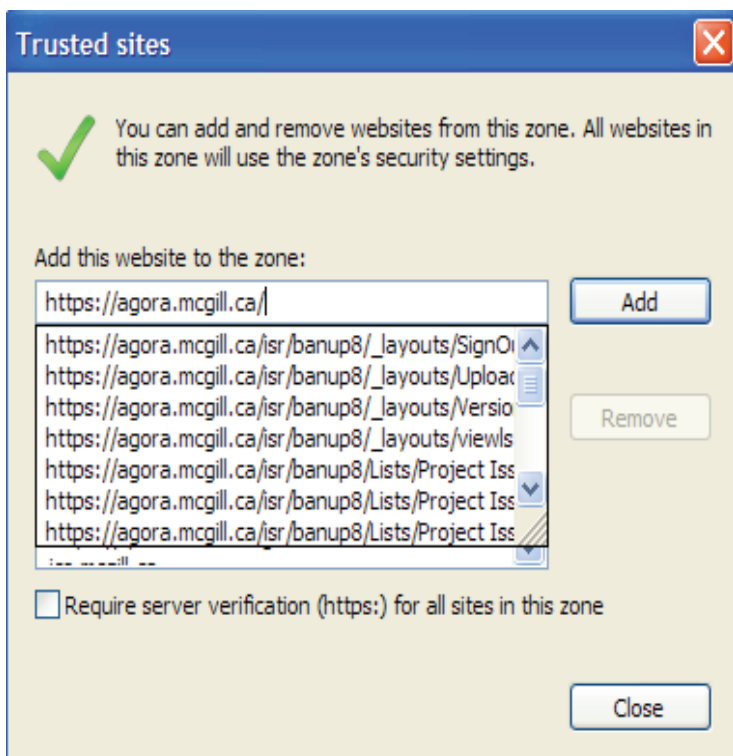 Trusted sites
You can add and remove websites from this zone. All websites in
this zone will use the zone's security settings.
Add this website to the zone:
https://agora.mcgill.ca/
Add
https://agora.mcgill.ca/isr/banup8/_layouts/SignOu
https://agora.mcgill.ca/isr/banup8/_layouts/Upload
https://agora.mcgill.ca/isr/banup8/_layouts/Version
https://agora.mcgill.ca/isr/banup8/_layouts/viewls
https://agora.mcgill.ca/isr/banup8/Lists/Project Iss
https://agora.mcgill.ca/isr/banup8/Lists/Project Iss
https://agora.mcgill.ca/isr/banup8/Lists/Project Iss
Remove
Require server verification (https:) for all sites in this zone
Close